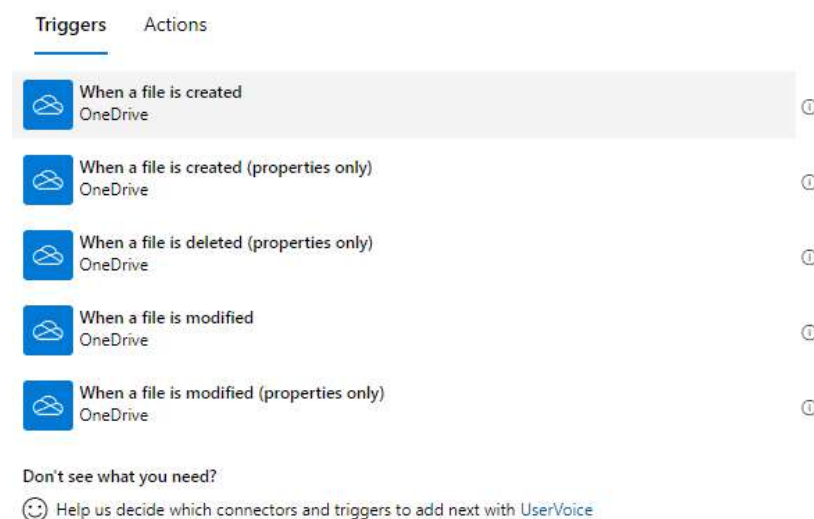 Triggers Actions
When a file is created
OneDrive
When a file is created (properties only)
OneDrive
When a file is deleted (properties only)
OneDrive
When a file is modified
OneDrive
When a file is modified (properties only)
OneDrive
Don't see what you need?
Help us decide which connectors and triggers to add next with UserVoice